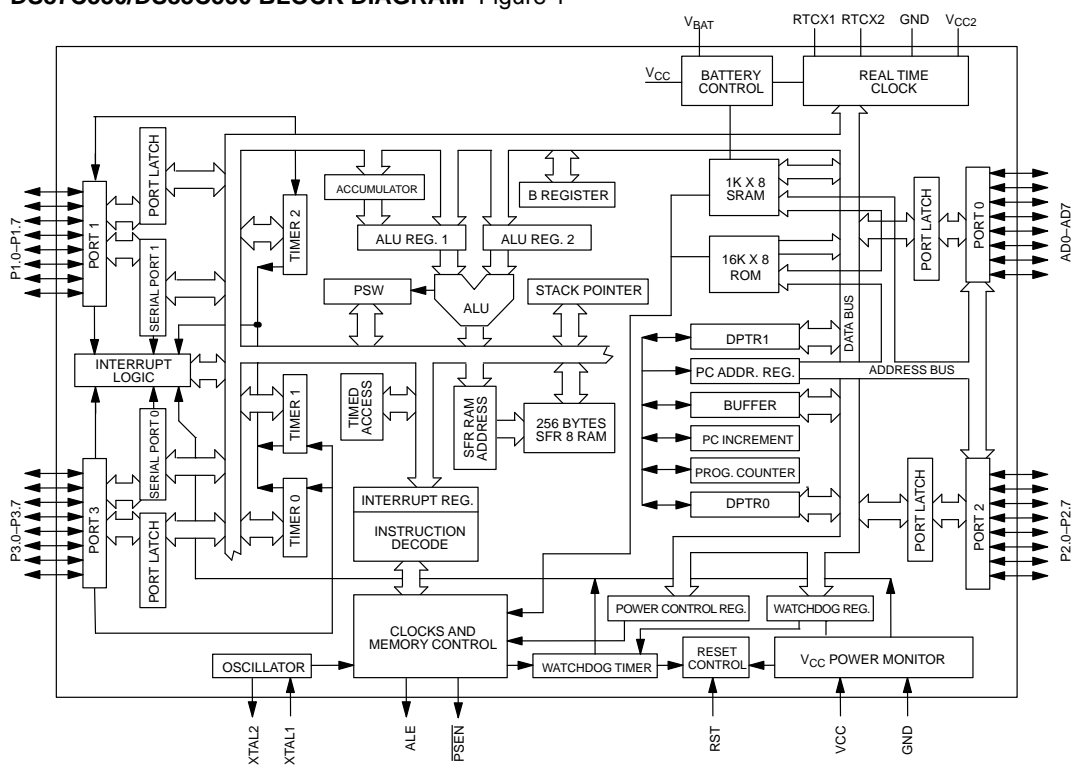 Figure 1
VBAT
RTCX1 RTCX2 GND VCC2
VCC
BATTERY
CONTROL
REAL TIME
CLOCK
P1.0–P1.7
PORT 1
PORT LATCH
SERIAL PORT 1
TIMER 2
ACCUMULATOR
B REGISTER
1K X 8
SRAM
PORT LATCH
PORT 0
AD0–AD7
ALU REG. 1
ALU REG. 2
16K X 8
ROM
PSW
ALU
STACK POINTER
DATA BUS
INTERRUPT
LOGIC
DPTR1
PC ADDR. REG.
ADDRESS BUS
BUFFER
PC INCREMENT
PROG. COUNTER
DPTR0
TIMER 1
TIMED
ACCESS
SFR RAM
ADDRESS
256 BYTES
SFR 8 RAM
P3.0–P3.7
PORT 3
SERIAL PORT 0
PORT LATCH
TIMER 0
INTERRUPT REG.
INSTRUCTION
DECODE
PORT LATCH
PORT 2
P2.0–P2.7
CLOCKS AND
MEMORY CONTROL
POWER CONTROL REG.
WATCHDOG REG.
OSCILLATOR
WATCHDOG TIMER
RESET
CONTROL
VCC POWER MONITOR
XTAL2
XTAL1
ALE
PSEN
RST
VCC
GND